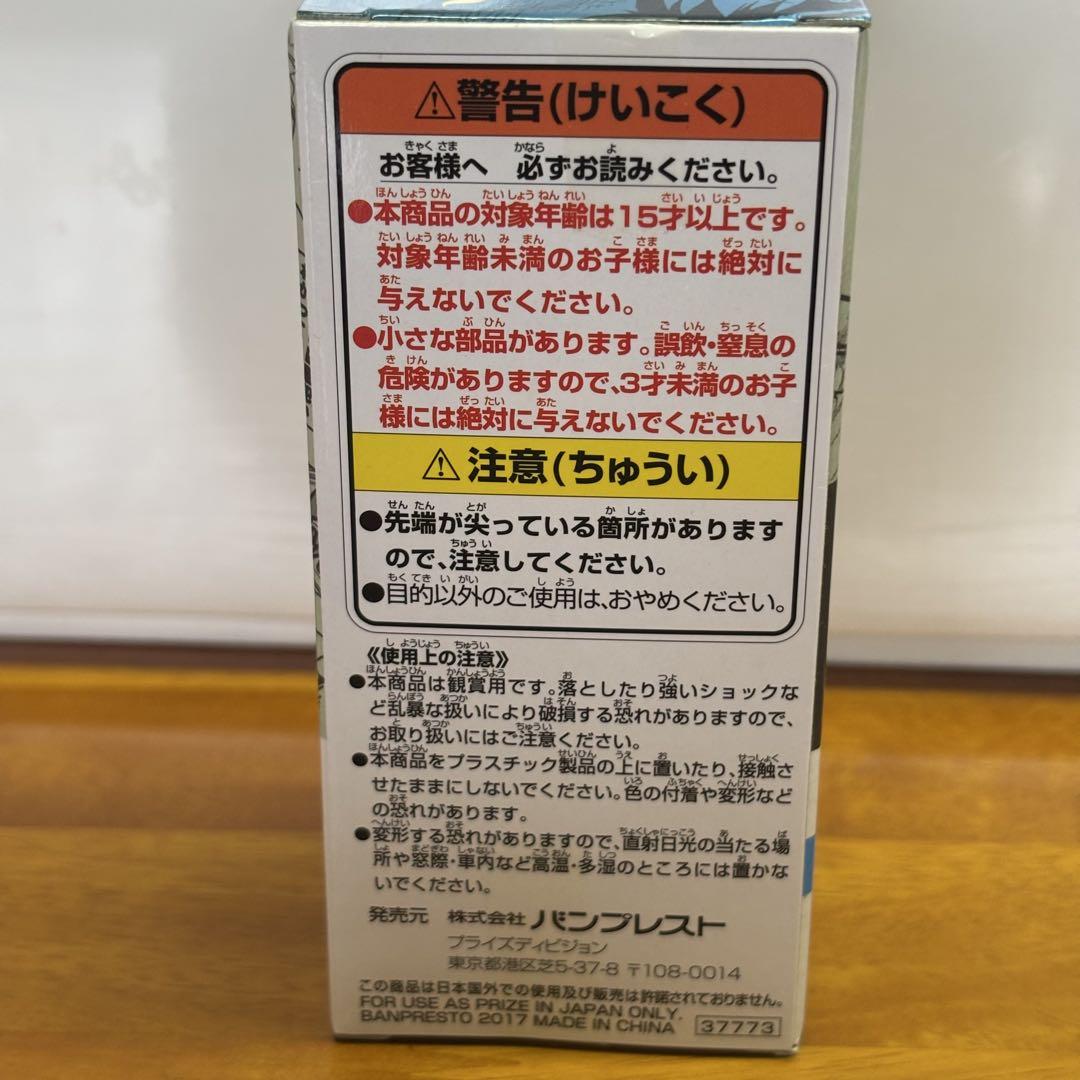 ⚠警告(けいこく)
お客様へ 必ずお読みください。
●本商品の対象年齢は15才以上です。
対象年齢未満のお子様には絶対に
与えないでください。
●小さな部品があります。誤飲・窒息の
危険がありますので、3才未満のお子
様には絶対に与えないでください。
⚠注意(ちゅうい)
●先端が尖っている箇所があります
ので、注意してください。
●目的以外のご使用は、おやめください。
《使用上の注意》
●本商品は観賞用です。落としたり強いショックな
ど乱暴な扱いにより破損する恐れがありますので、
お取り扱いにはご注意ください。
●本商品をプラスチック製品の上に置いたり、接触さ
せたままにしないでください。色の付着や変形など
の恐れがあります。
●変形する恐れがありますので、直射日光の当たる場
所や窓際・車内など高温・多湿のところには置かな
いでください。
発売元 株式会社 バンプレスト
プライズディビジョン
東京都港区芝5-37-8 〒108-0014
この商品は日本国外での使用及び販売は許諾されておりません。
FOR USE AS PRIZE IN JAPAN ONLY.
BANPRESTO 2017 MADE IN CHINA 37773